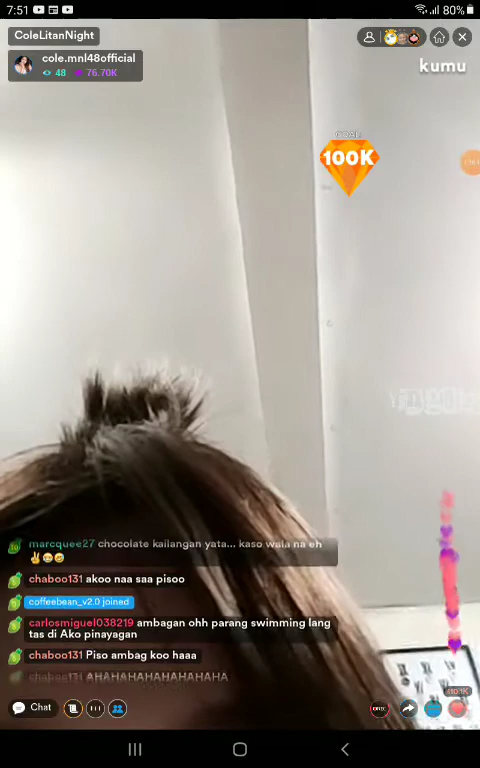 7:51
80%
ColeLitanNight
cole.mnl48official
48 76.70K
kumu
GOAL
100K
marcquee27 chocolate kailangan yata... kaso wala na eh
chaboo131 akoo naa saa pisoo
coffeebean_v2.0 joined
carlosmiguel038219 ambagan ohh parang swimming lang
tas di Ako pinayagan
chaboo131 Piso ambag koo haaa
chaboo131 AHAHAHAHAHAHAHAHA
Chat